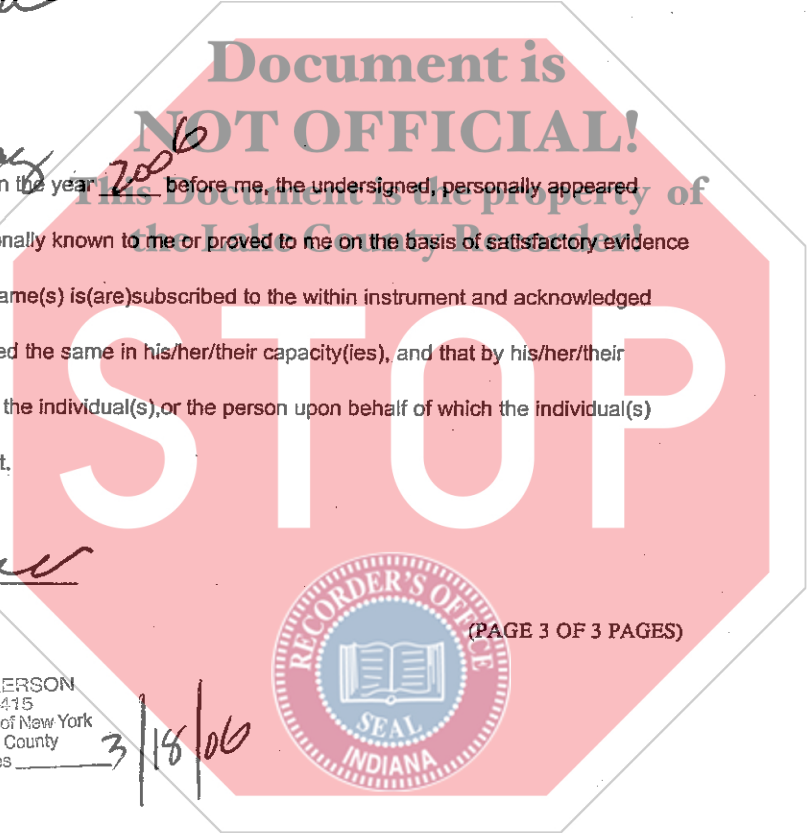 Document is
NOT OFFICIAL!
in the year 2006 before me, the undersigned, personally appeared
This Document is the property of
onally known to me or proved to me on the basis of satisfactory evidence
the Lake County Recorder!
ame(s) is(are)subscribed to the within instrument and acknowledged
ed the same in his/her/their capacity(ies), and that by his/her/their
STOP
the individual(s),or the person upon behalf of which the individual(s)
t.
RECORDER'S OFFICE
SEAL
INDIANA
(PAGE 3 OF 3 PAGES)
ERSON
415
of New York
County
es 3/18/06